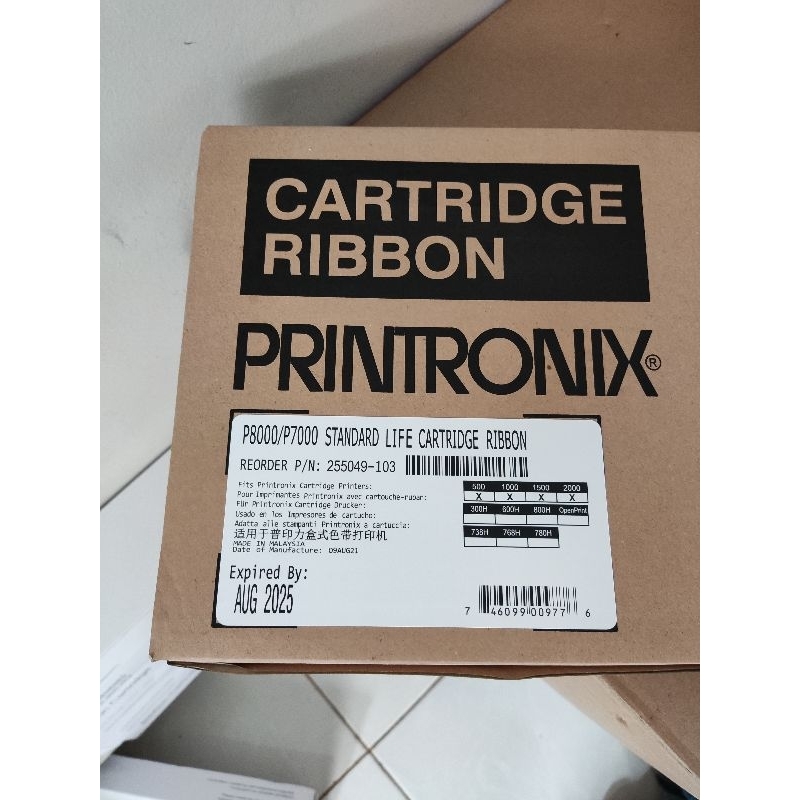 CARTRIDGE
RIBBON
PRINTRONIX®
P8000/P7000 STANDARD LIFE CARTRIDGE RIBBON
REORDER P/N: 255049-103
Fits Printronix Cartridge Printers:
Pour Imprimantes Printronix avec cartouche-ruban:
Für Printronix Cartridge Drucker:
Usado en los Impresores de cartucho:
Adatta alle stampanti Printronix a cartuccia:
适用于普印力盒式色带打印机
MADE IN MALAYSIA
Date of Manufacture: 09AUG21
500 1000 1500 2000
X X X X
300H 600H 800H OpenPrint
738H 768H 780H
Expired By:
AUG 2025
7 46099 00977 6